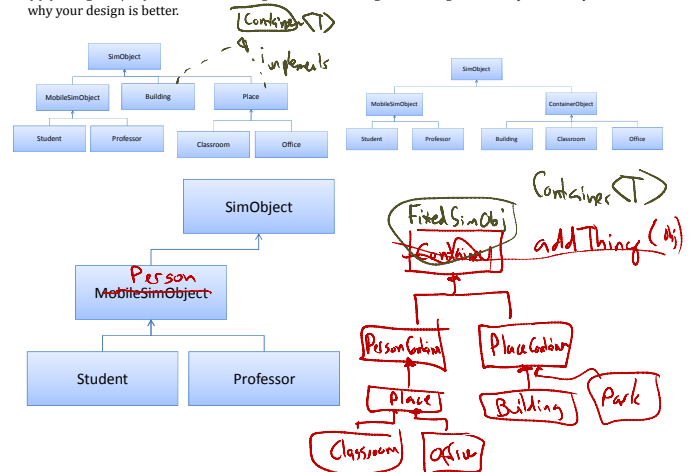 why your design is better.
Container <T>
implements
SimObject
MobileSimObject
Building
Place
Student
Professor
Classroom
Office
SimObject
MobileSimObject
ContainerObject
Student
Professor
Building
Classroom
Office
SimObject
Person
MobileSimObject
Student
Professor
Container <T>
FixedSimObj
Container
addThing (obj)
PersonContain
PlaceContain
Place
Building
Park
Classroom
Office